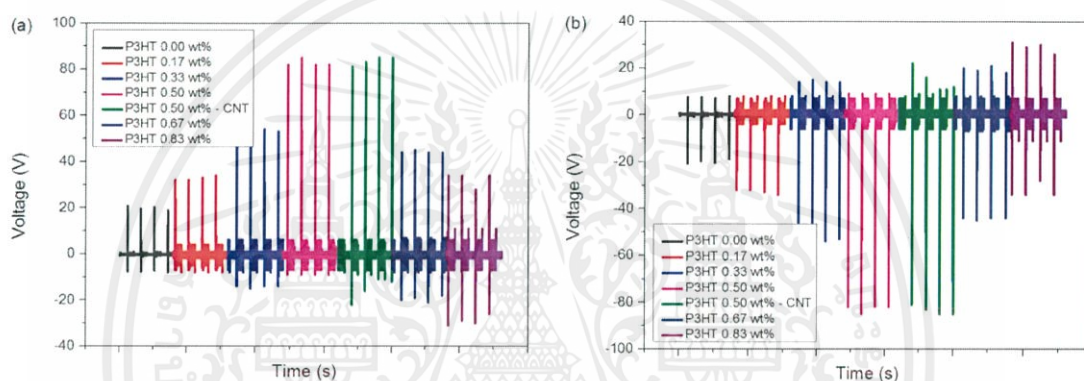 (a)
100
80
60
40
20
0
-20
-40
Voltage (V)
Time (s)
P3HT 0.00 wt%
P3HT 0.17 wt%
P3HT 0.33 wt%
P3HT 0.50 wt%
P3HT 0.50 wt% - CNT
P3HT 0.67 wt%
P3HT 0.83 wt%
(b)
40
20
0
-20
-40
-60
-80
-100
Voltage (V)
Time (s)
P3HT 0.00 wt%
P3HT 0.17 wt%
P3HT 0.33 wt%
P3HT 0.50 wt%
P3HT 0.50 wt% - CNT
P3HT 0.67 wt%
P3HT 0.83 wt%